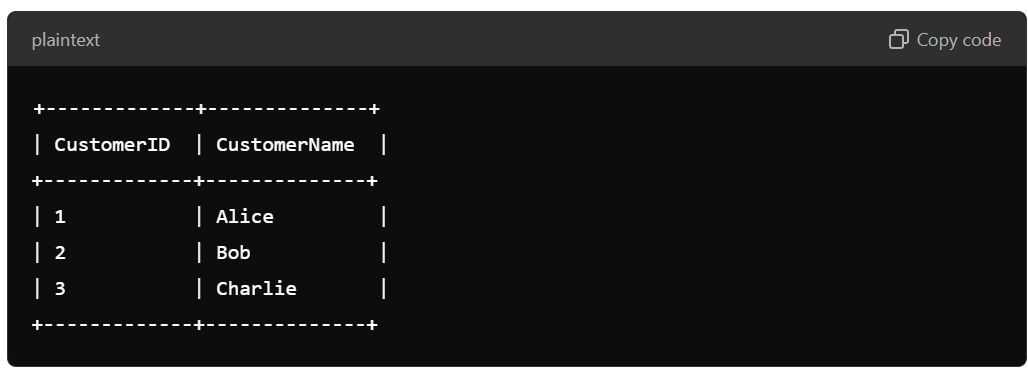 plaintext
Copy code
+-------------+--------------+
| CustomerID  | CustomerName  |
+-------------+--------------+
| 1           | Alice         |
| 2           | Bob           |
| 3           | Charlie       |
+-------------+--------------+